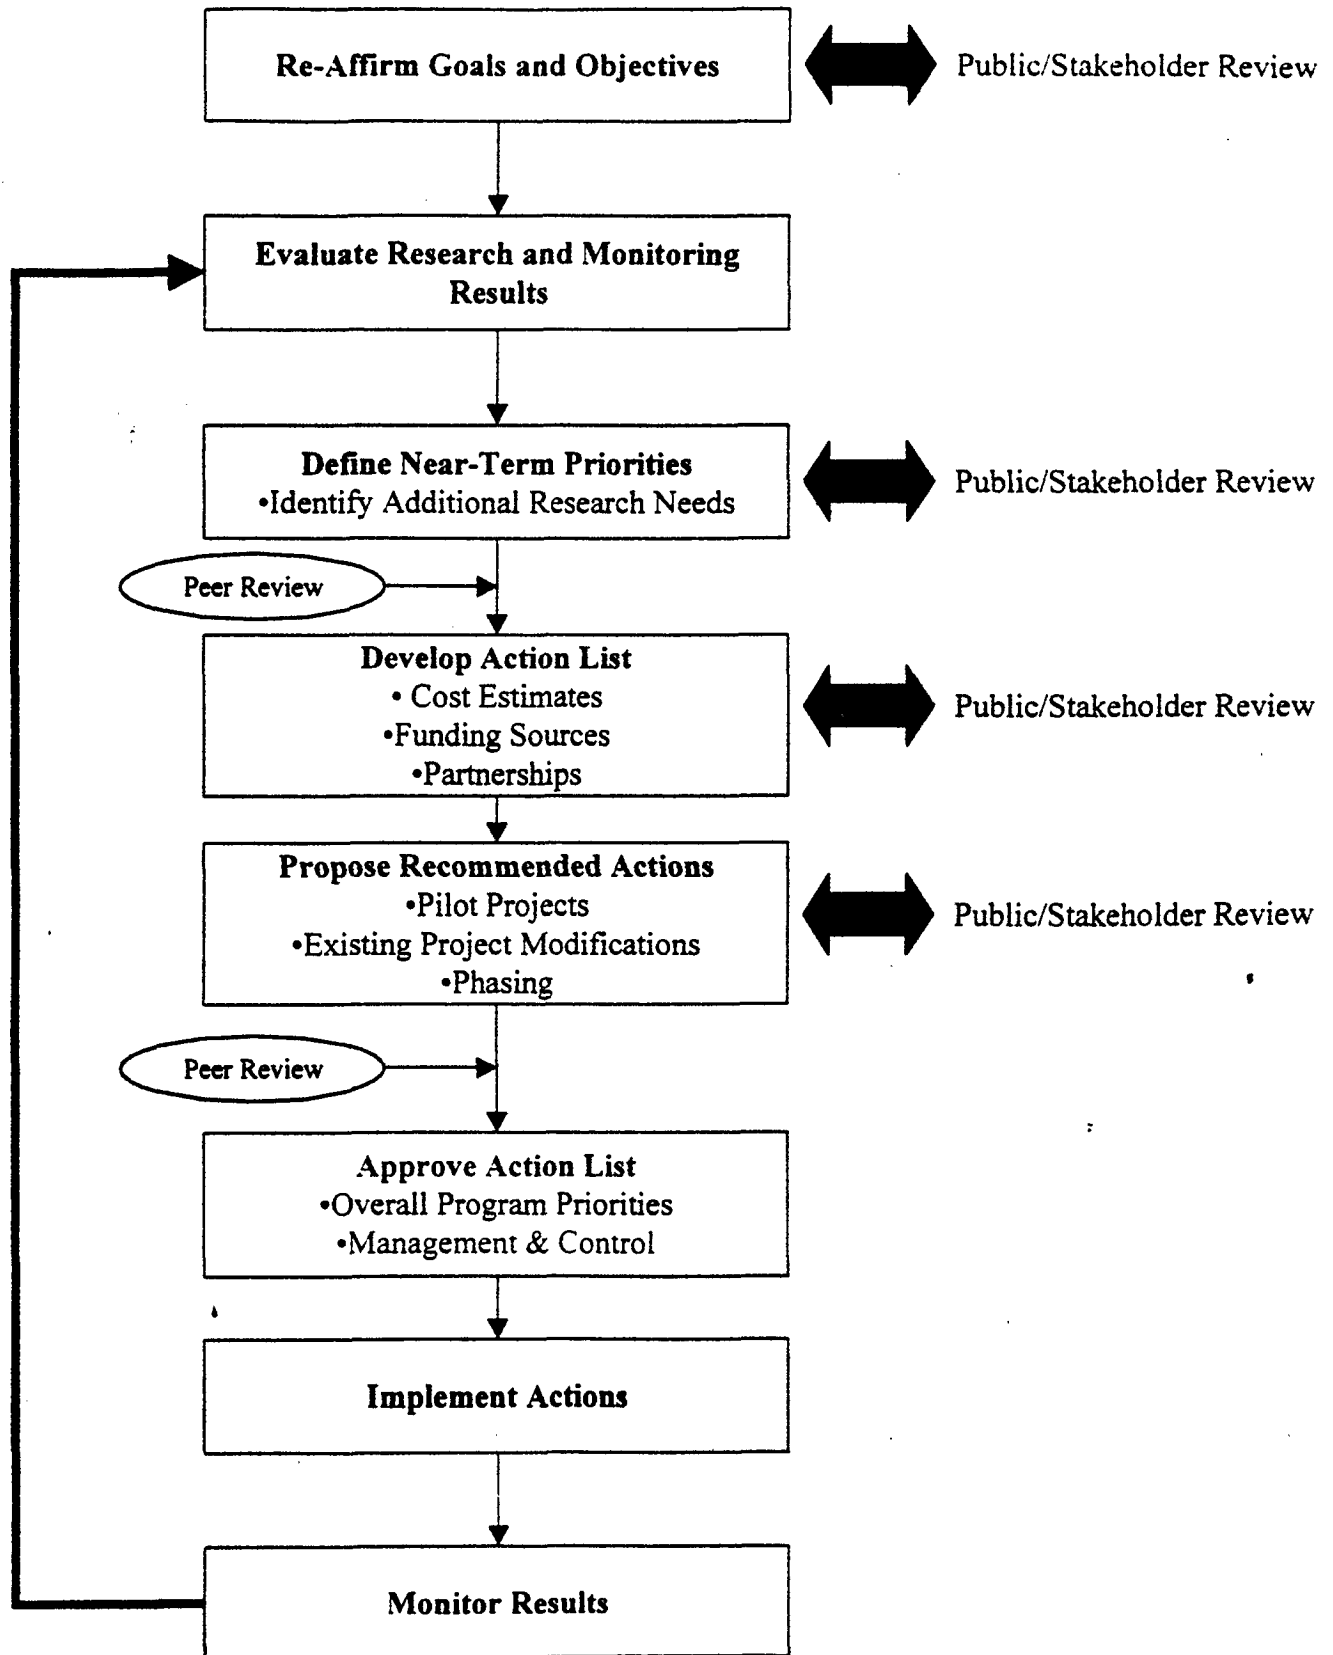 Re-Affirm Goals and Objectives
Public/Stakeholder Review
Evaluate Research and Monitoring
Results
Define Near-Term Priorities
•Identify Additional Research Needs
Public/Stakeholder Review
Peer Review
Develop Action List
• Cost Estimates
•Funding Sources
•Partnerships
Public/Stakeholder Review
Propose Recommended Actions
•Pilot Projects
•Existing Project Modifications
•Phasing
Public/Stakeholder Review
Peer Review
Approve Action List
•Overall Program Priorities
•Management & Control
Implement Actions
Monitor Results